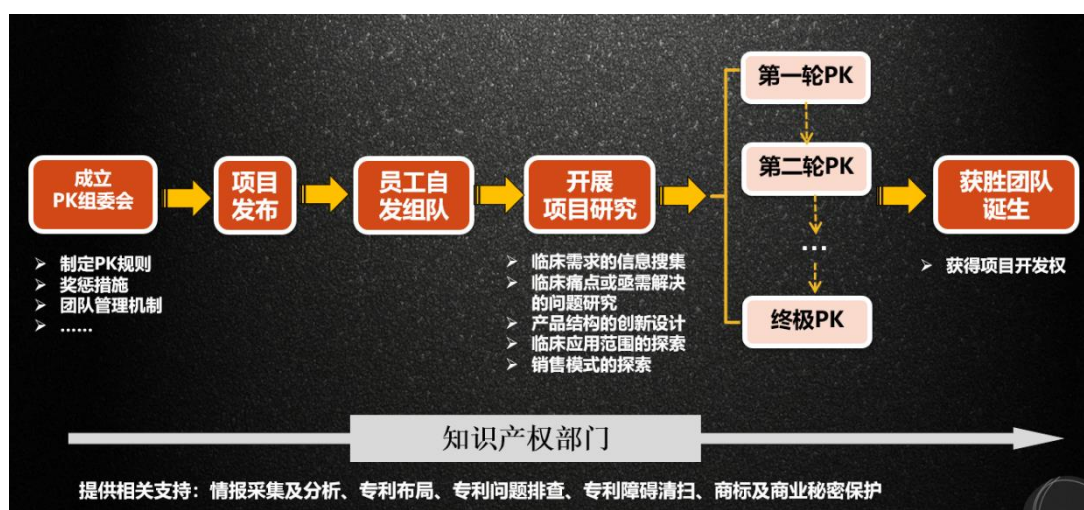 成立
PK组委会
项目
发布
员工自
发组队
开展
项目研究
第一轮PK
第二轮PK
...
终极PK
获胜团队
诞生
➢ 制定PK规则
➢ 奖惩措施
➢ 团队管理机制
➢ ……
➢ 临床需求的信息搜集
➢ 临床痛点或亟需解决
的问题研究
➢ 产品结构的创新设计
➢ 临床应用范围的探索
➢ 销售模式的探索
➢ 获得项目开发权
知识产权部门
提供相关支持：情报采集及分析、专利布局、专利问题排查、专利障碍清扫、商标及商业秘密保护